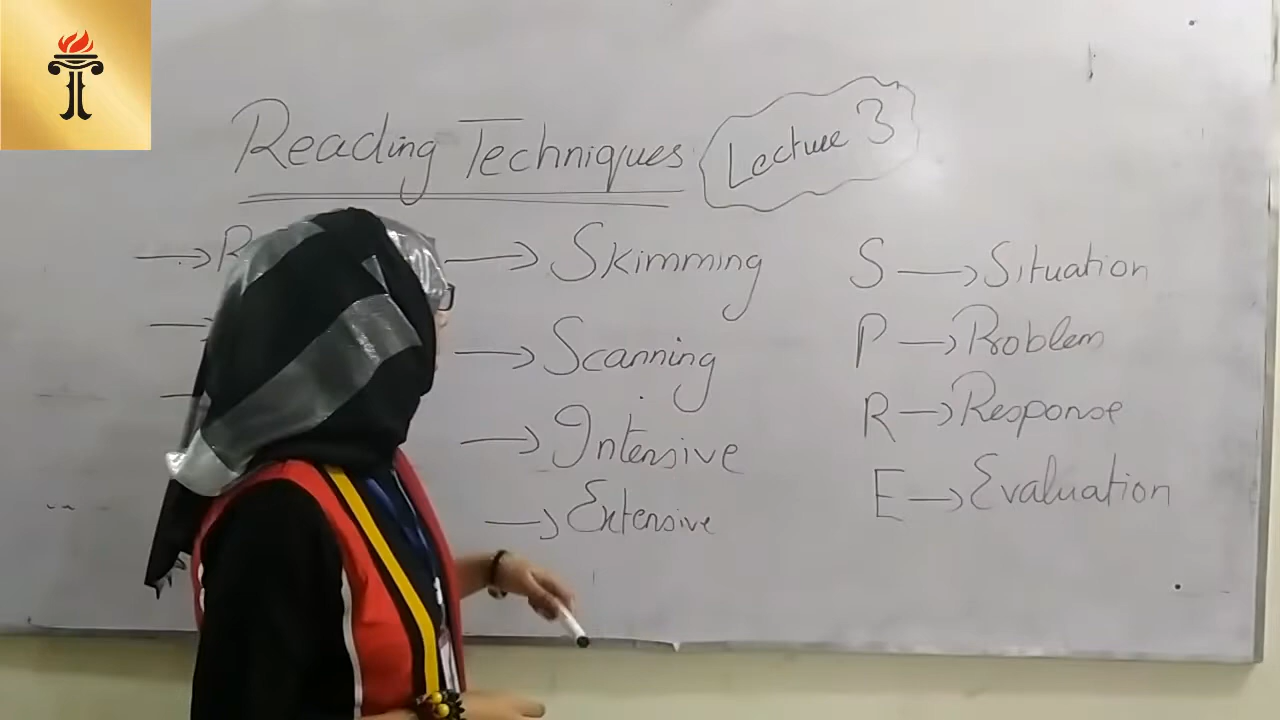 Reading Techniques
Lecture 3
→ Skimming
→ Scanning
→ Intensive
→ Extensive
S → Situation
P → Problem
R → Response
E → Evaluation